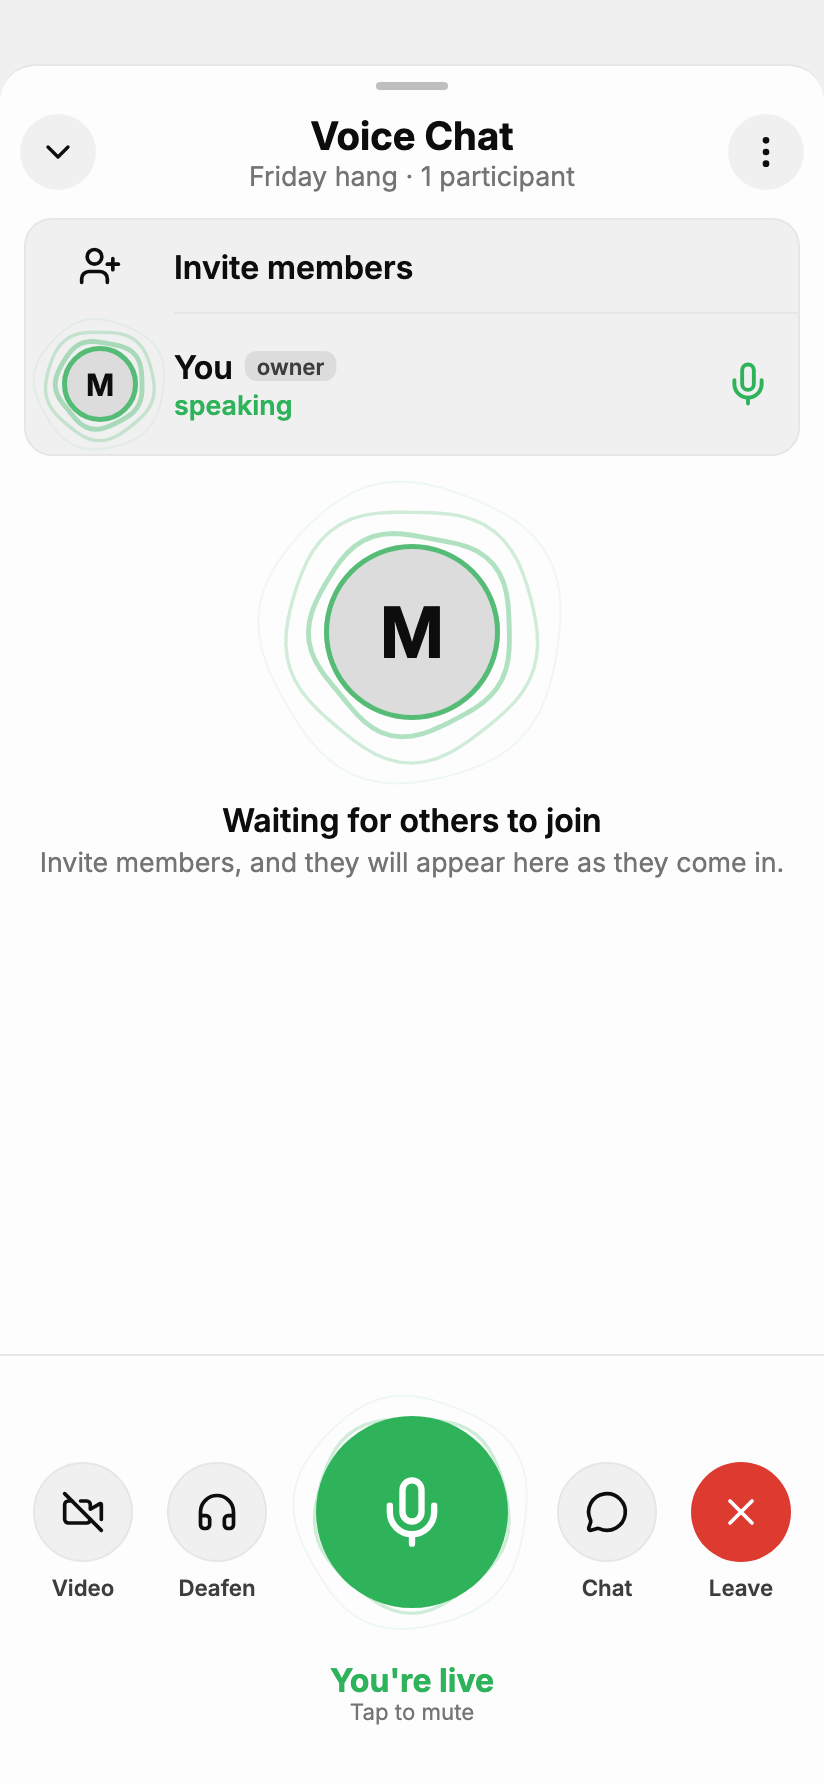 Voice Chat
Friday hang · 1 participant
Invite members
M
You owner
speaking
M
Waiting for others to join
Invite members, and they will appear here as they come in.
Video
Deafen
Chat
Leave
You're live
Tap to mute